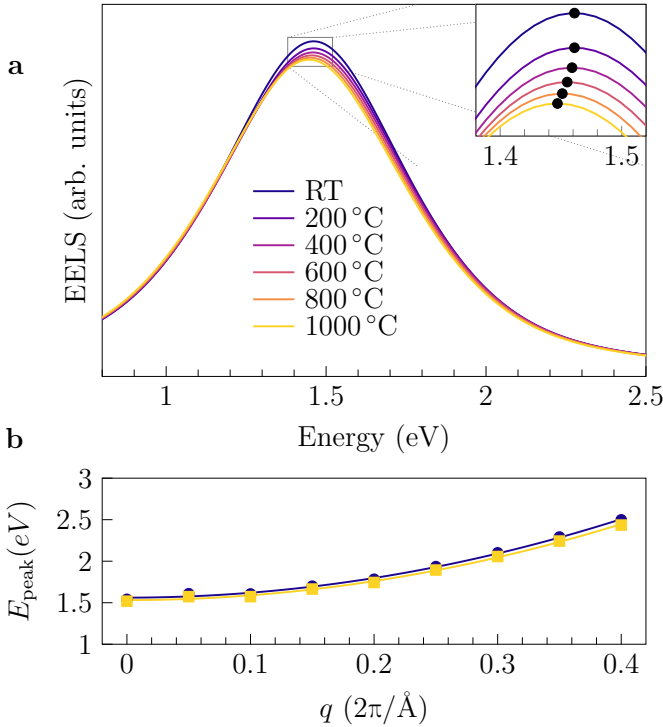 a
EELS (arb. units)
1.4 1.5
RT
200 °C
400 °C
600 °C
800 °C
1000 °C
1 1.5 2 2.5
Energy (eV)
b
E_peak(eV)
3
2.5
2
1.5
1
0 0.1 0.2 0.3 0.4
q (2π/Å)